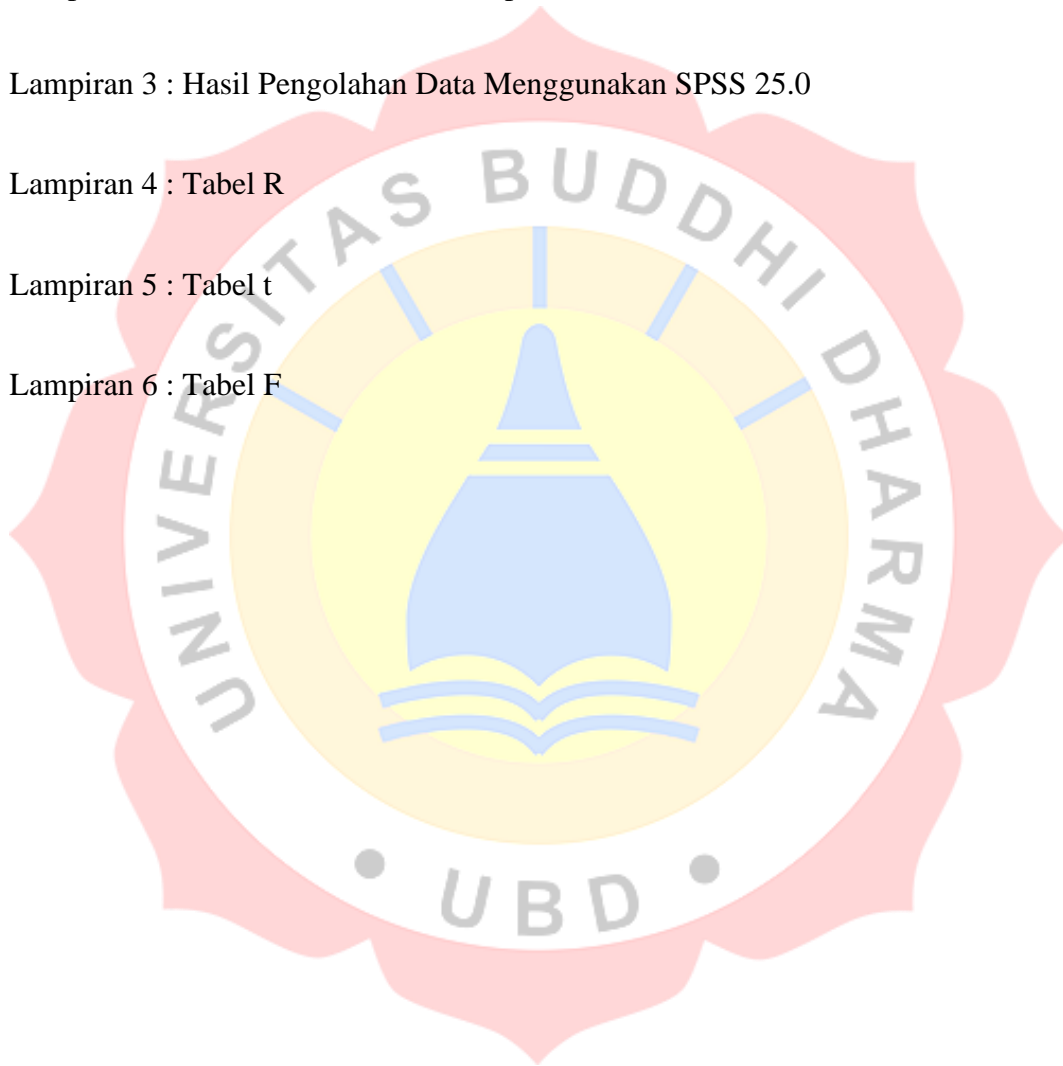 Lampiran 3 : Hasil Pengolahan Data Menggunakan SPSS 25.0
Lampiran 4 : Tabel R
Lampiran 5 : Tabel t
Lampiran 6 : Tabel F
UNIVERSITAS BUDDHI DHARMA
• UBD •